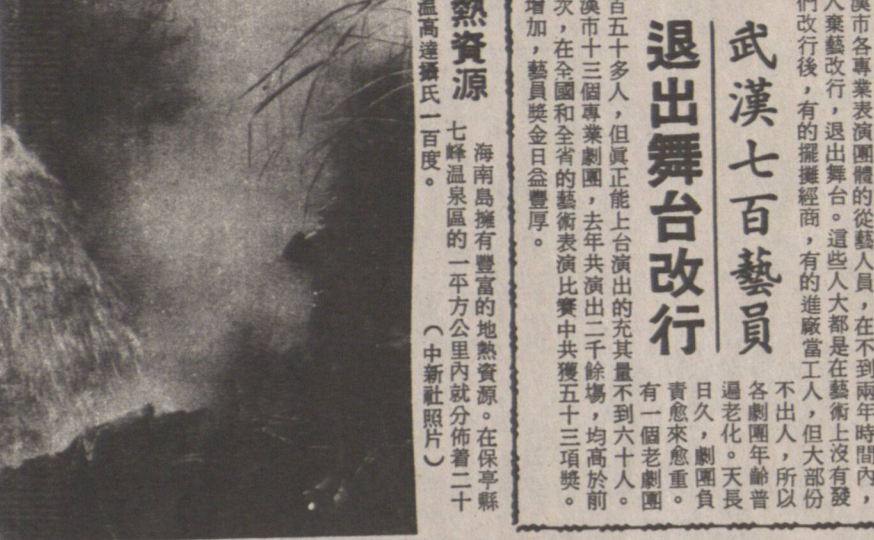 武漢七百藝員
退出舞台改行
漢市各專業表演團體的從藝人員，在不到兩年時間內，
人棄藝改行，退出舞台。這些人大都是在藝術上沒有發
們改行後，有的擺攤經商，有的進廠當工人，但大部份
不出人，所以
各劇團年齡普
遍老化。天長
日久，劇團負
責愈來愈重。
有一個老劇團
百五十多人，但眞正能上台演出的充其量不到六十人。
漢市十三個專業劇團，去年共演出二千餘塲，均高於前
次，在全國和全省的藝術表演比賽中共獲五十三項獎。
增加，藝員獎金日益豐厚。
熱資源
海南島擁有豐富的地熱資源。在保亭縣
七峰温泉區的一平方公里內就分佈着二十
温高達攝氏一百度。
（中新社照片）